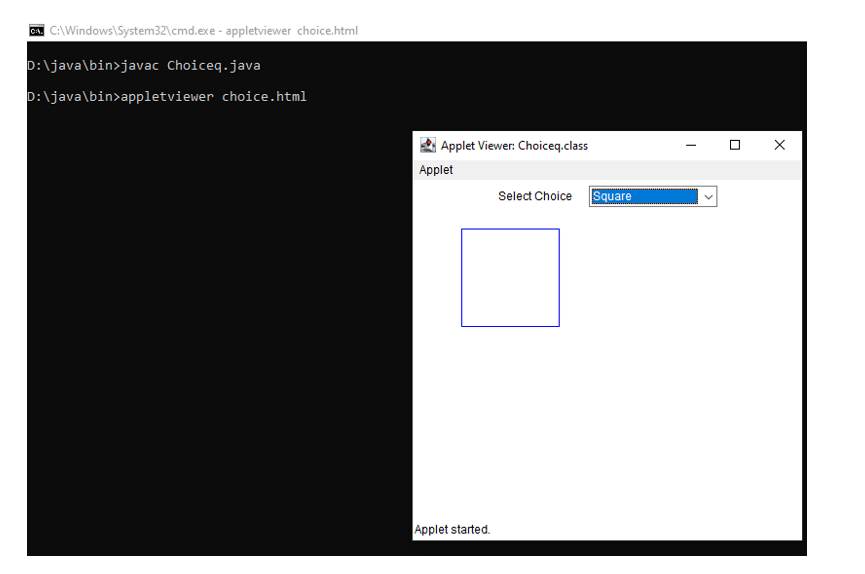 C:\Windows\System32\cmd.exe - appletviewer  choice.html
D:\java\bin>javac Choiceq.java
D:\java\bin>appletviewer choice.html
Applet Viewer: Choiceq.class
Applet
Select Choice
Square
Applet started.